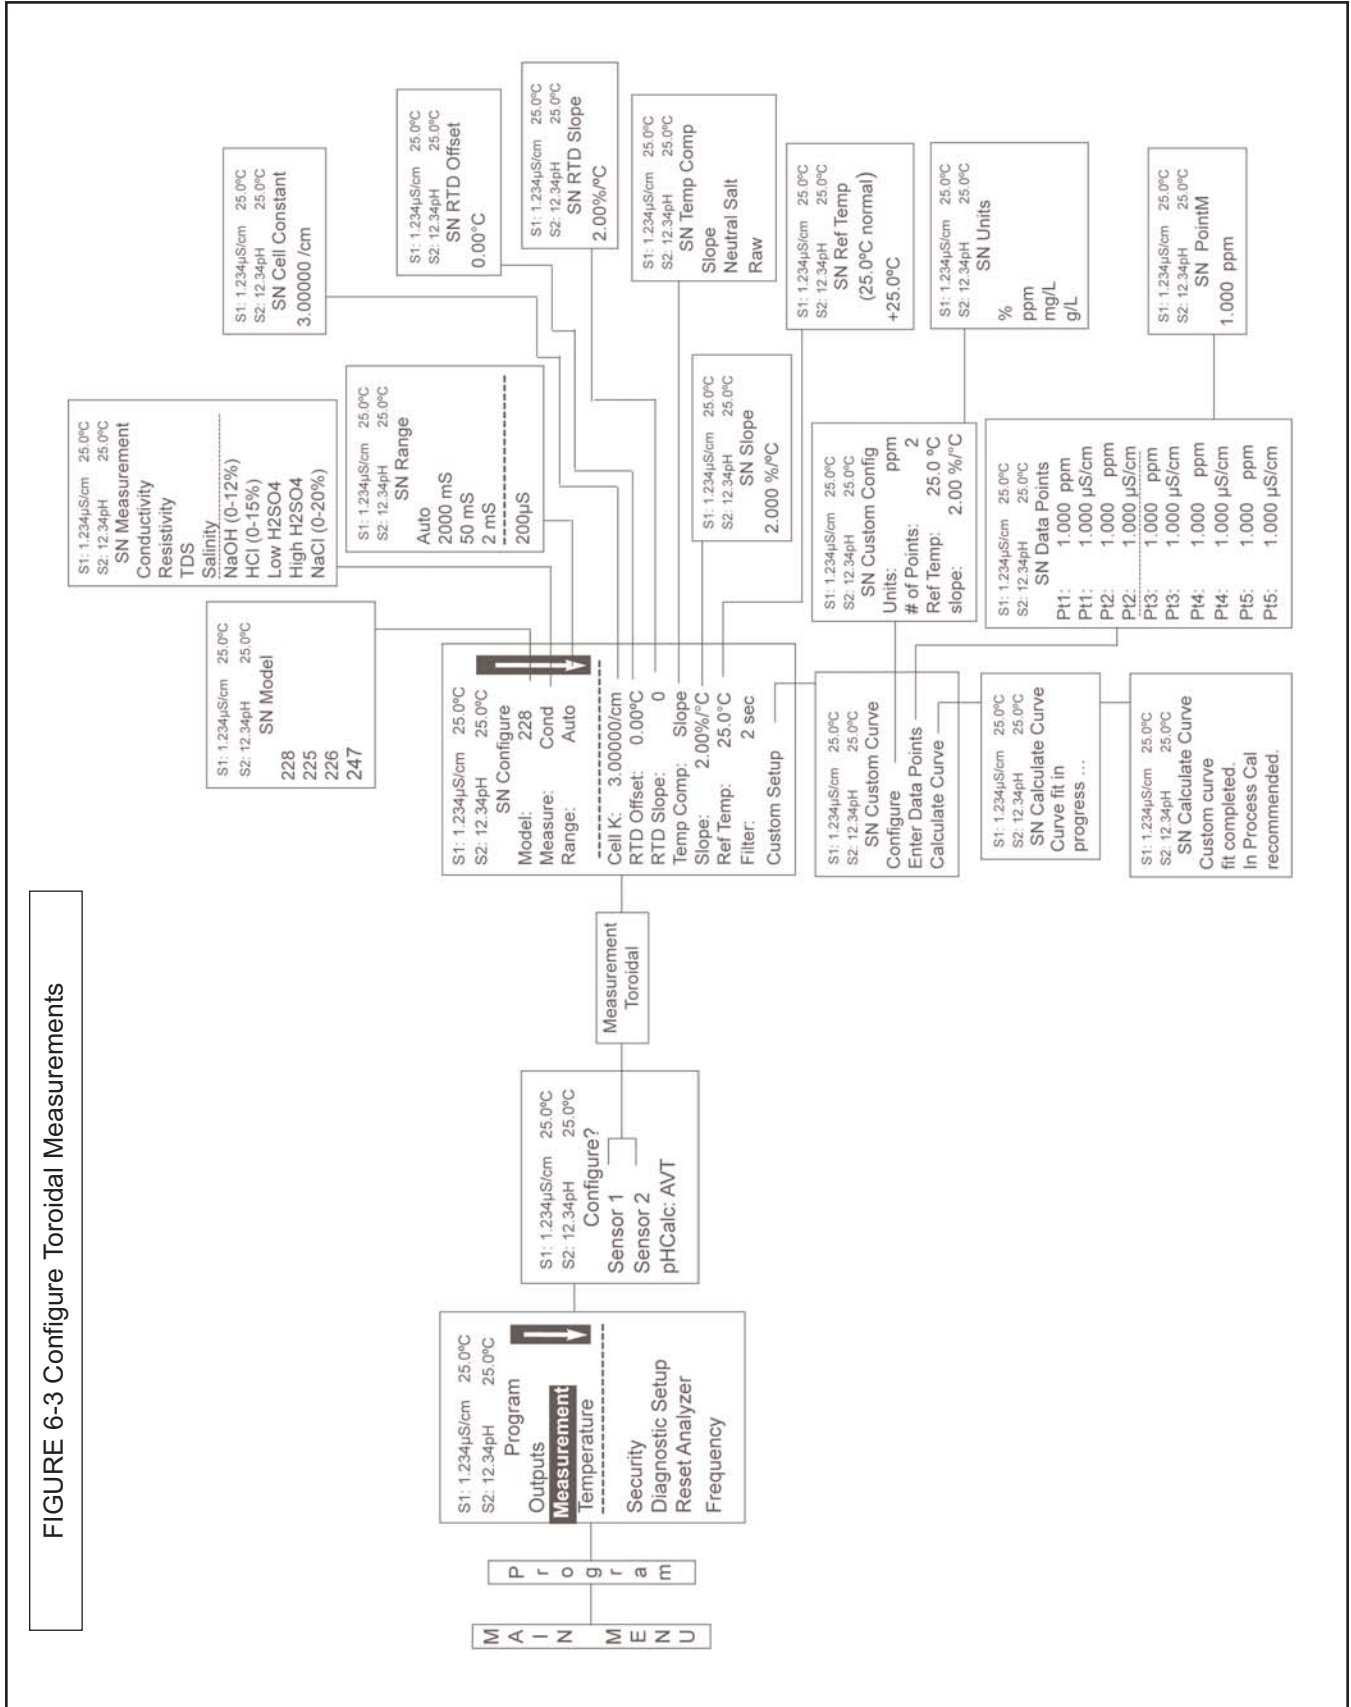 FIGURE 6-3 Configure Toroidal Measurements
MAIN MENU
Program
S1: 1.234µS/cm 25.0ºC
S2: 12.34pH 25.0ºC
Program
Outputs
Measurement
Temperature
Security
Diagnostic Setup
Reset Analyzer
Frequency
S1: 1.234µS/cm 25.0ºC
S2: 12.34pH 25.0ºC
Configure?
Sensor 1
Sensor 2
pHCalc: AVT
Measurement
Toroidal
S1: 1.234µS/cm 25.0ºC
S2: 12.34pH 25.0ºC
SN Configure
Model: 228
Measure: Cond
Range: Auto
Cell K: 3.00000/cm
RTD Offset: 0.00ºC
RTD Slope: 0
Temp Comp: Slope
Slope: 2.00%/°C
Ref Temp: 25.0°C
Filter: 2 sec
Custom Setup
S1: 1.234µS/cm 25.0ºC
S2: 12.34pH 25.0ºC
SN Model
228
225
226
247
S1: 1.234µS/cm 25.0ºC
S2: 12.34pH 25.0ºC
SN Measurement
Conductivity
Resistivity
TDS
Salinity
NaOH (0-12%)
HCl (0-15%)
Low H2SO4
High H2SO4
NaCl (0-20%)
S1: 1.234µS/cm 25.0ºC
S2: 12.34pH 25.0ºC
SN Range
Auto
2000 mS
50 mS
2 mS
200µS
S1: 1.234µS/cm 25.0ºC
S2: 12.34pH 25.0ºC
SN Cell Constant
3.00000 /cm
S1: 1.234µS/cm 25.0ºC
S2: 12.34pH 25.0ºC
SN RTD Offset
0.00°C
S1: 1.234µS/cm 25.0ºC
S2: 12.34pH 25.0ºC
SN RTD Slope
2.00%/ºC
S1: 1.234µS/cm 25.0ºC
S2: 12.34pH 25.0ºC
SN Temp Comp
Slope
Neutral Salt
Raw
S1: 1.234µS/cm 25.0ºC
S2: 12.34pH 25.0ºC
SN Slope
2.000 %/ºC
S1: 1.234µS/cm 25.0ºC
S2: 12.34pH 25.0ºC
SN Ref Temp
(25.0ºC normal)
+25.0ºC
S1: 1.234µS/cm 25.0ºC
S2: 12.34pH 25.0ºC
SN Custom Curve
Configure
Enter Data Points
Calculate Curve
S1: 1.234µS/cm 25.0ºC
S2: 12.34pH 25.0ºC
SN Custom Config
Units: ppm
# of Points: 2
Ref Temp: 25.0 ºC
slope: 2.00 %/°C
S1: 1.234µS/cm 25.0ºC
S2: 12.34pH 25.0ºC
SN Units
%
ppm
mg/L
g/L
S1: 1.234µS/cm 25.0ºC
S2: 12.34pH 25.0ºC
SN Data Points
Pt1: 1.000 ppm
Pt1: 1.000 µS/cm
Pt2: 1.000 ppm
Pt2: 1.000 µS/cm
Pt3: 1.000 ppm
Pt3: 1.000 µS/cm
Pt4: 1.000 ppm
Pt4: 1.000 µS/cm
Pt5: 1.000 ppm
Pt5: 1.000 µS/cm
S1: 1.234µS/cm 25.0ºC
S2: 12.34pH 25.0ºC
SN PointM
1.000 ppm
S1: 1.234µS/cm 25.0ºC
S2: 12.34pH 25.0ºC
SN Calculate Curve
Curve fit in
progress ...
S1: 1.234µS/cm 25.0ºC
S2: 12.34pH 25.0ºC
SN Calculate Curve
Custom curve
fit completed.
In Process Cal
recommended.